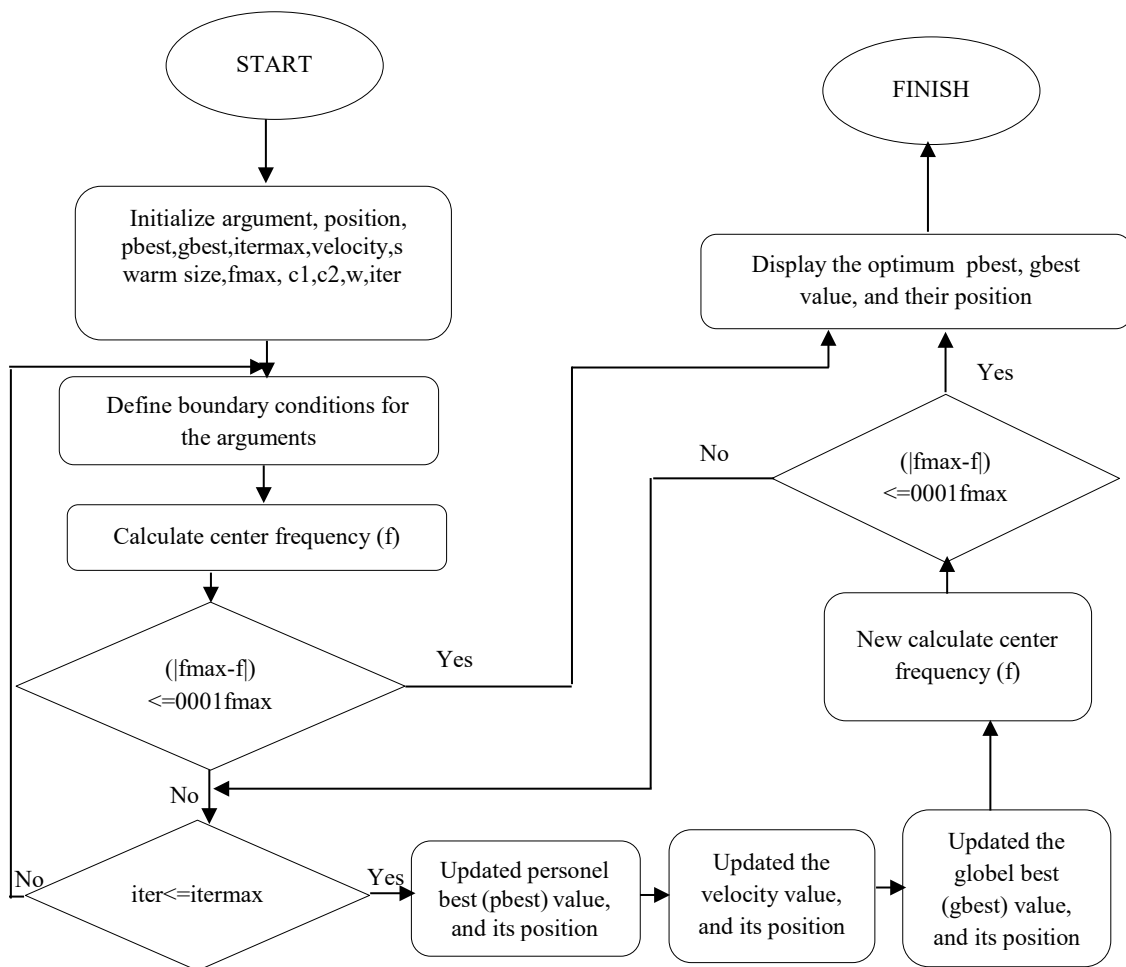 START
Initialize argument, position,
pbest,gbest,itermax,velocity,s
warm size,fmax, c1,c2,w,iter
Define boundary conditions for
the arguments
Calculate center frequency (f)
(|fmax-f|)
<=0001fmax
Yes
No
iter<=itermax
No
Yes
Updated personel
best (pbest) value,
and its position
Updated the
velocity value,
and its position
Updated the
globel best
(gbest) value,
and its position
New calculate center
frequency (f)
(|fmax-f|)
<=0001fmax
No
Yes
Display the optimum  pbest, gbest
value, and their position
FINISH